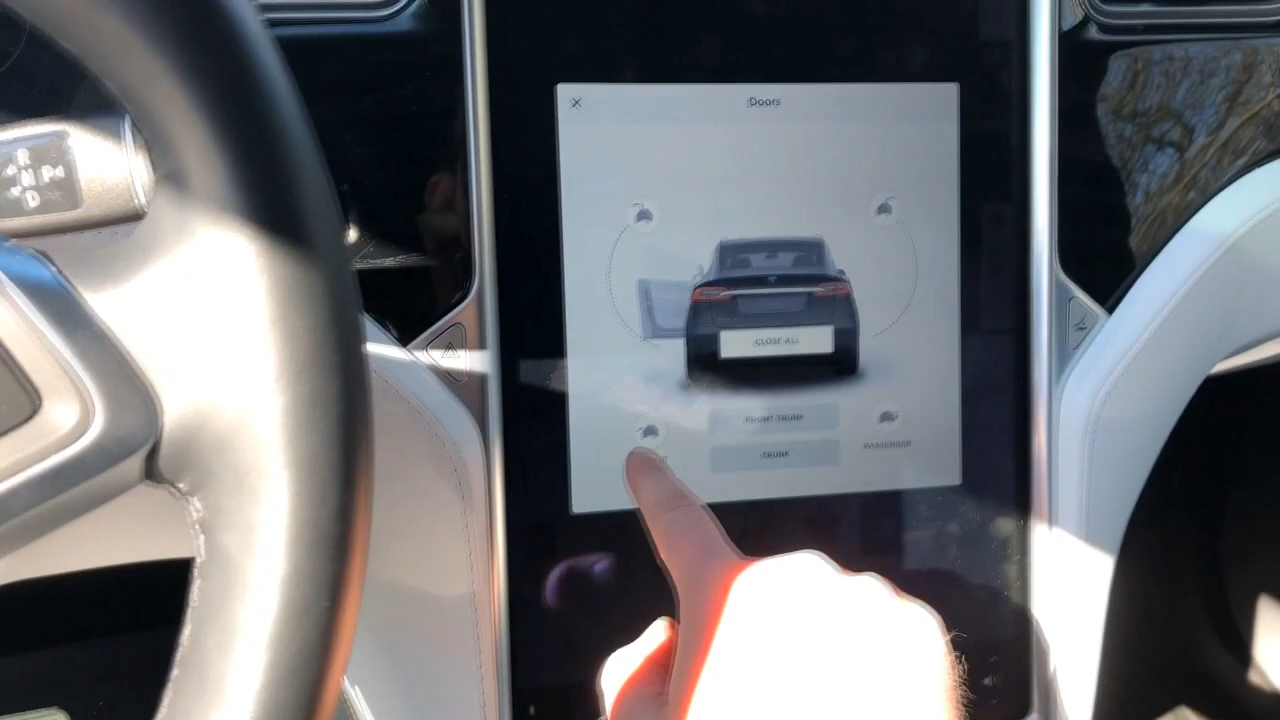 Doors
R
N P
D
CLOSE ALL
FRONT TRUNK
PASSENGER
TRUNK